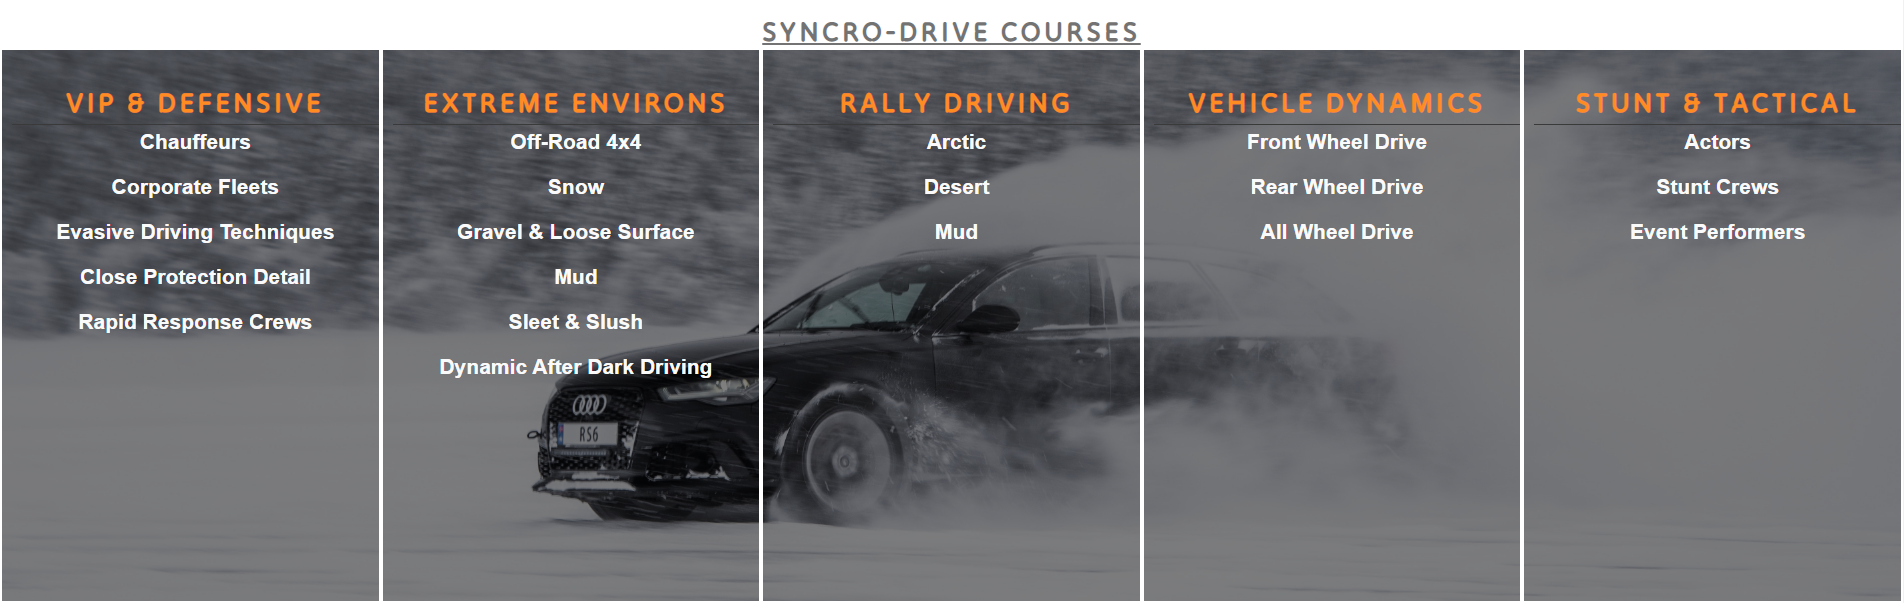 SYNCRO-DRIVE COURSES
VIP & DEFENSIVE
Chauffeurs
Corporate Fleets
Evasive Driving Techniques
Close Protection Detail
Rapid Response Crews
EXTREME ENVIRONS
Off-Road 4x4
Snow
Gravel & Loose Surface
Mud
Sleet & Slush
Dynamic After Dark Driving
RS6
RALLY DRIVING
Arctic
Desert
Mud
VEHICLE DYNAMICS
Front Wheel Drive
Rear Wheel Drive
All Wheel Drive
STUNT & TACTICAL
Actors
Stunt Crews
Event Performers